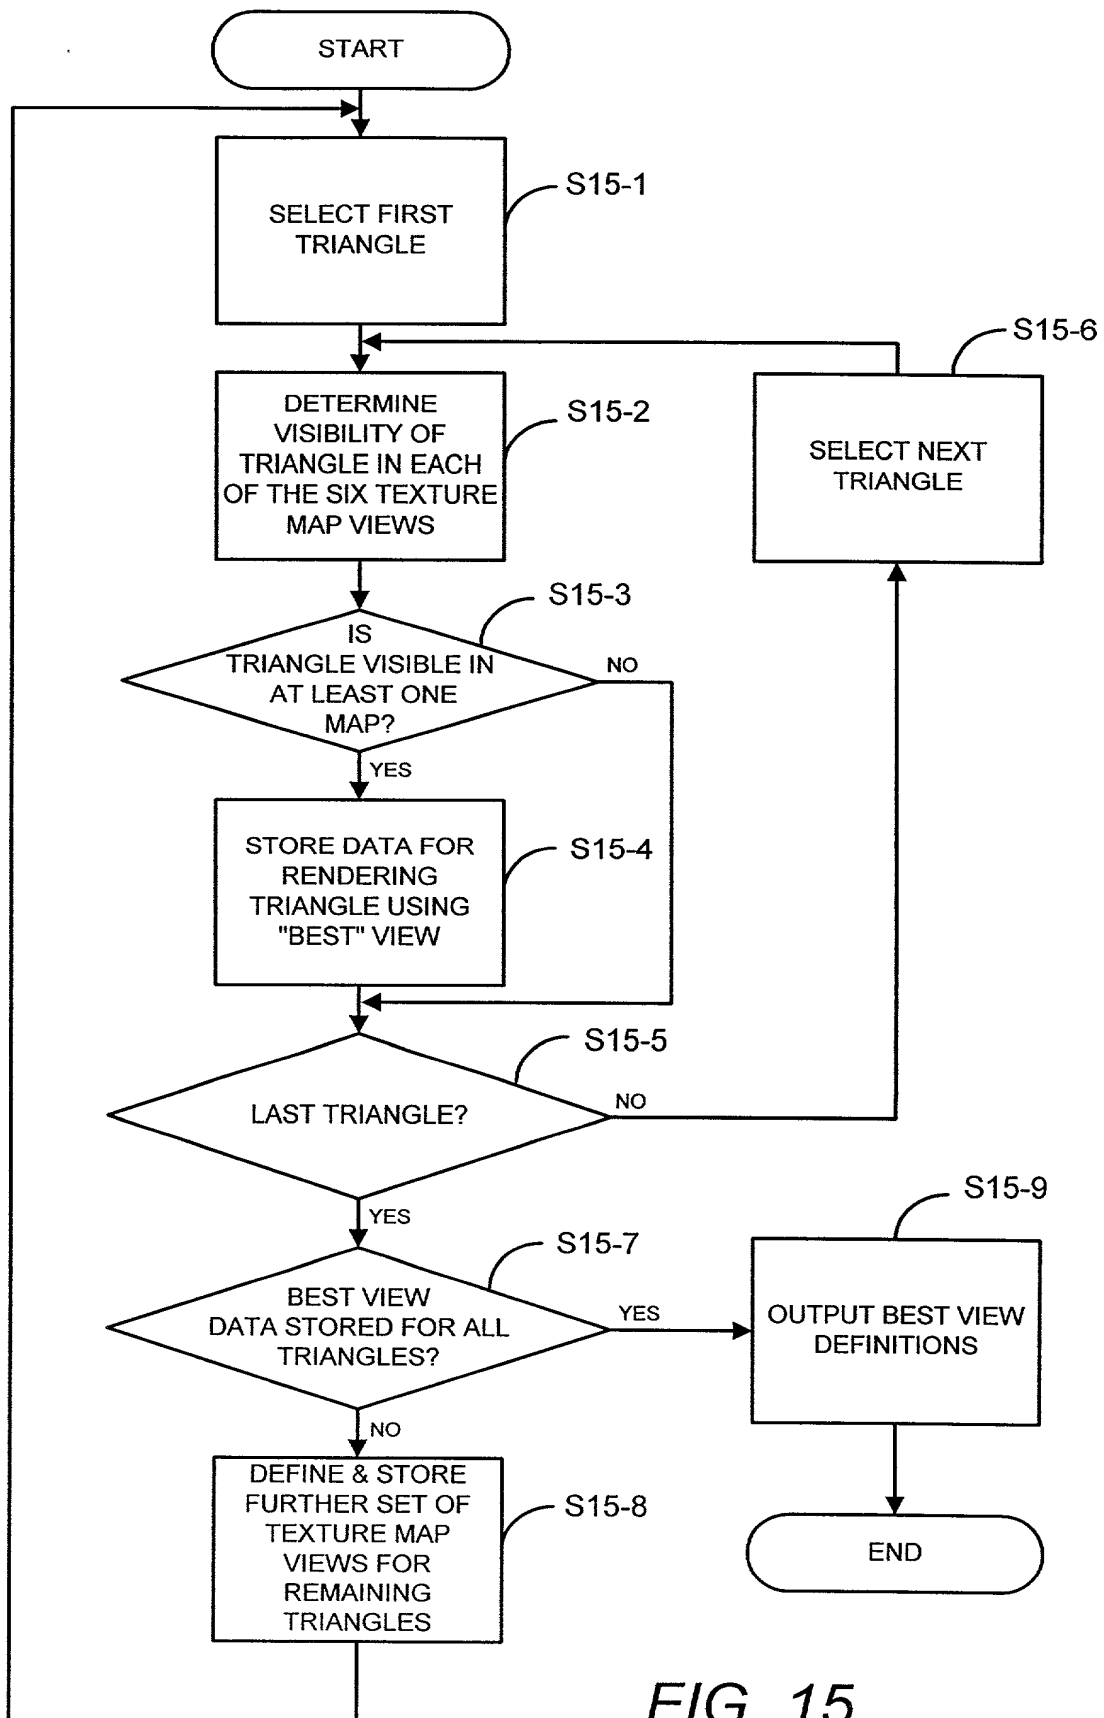 START
S15-1
SELECT FIRST
TRIANGLE
S15-6
SELECT NEXT
TRIANGLE
S15-2
DETERMINE
VISIBILITY OF
TRIANGLE IN EACH
OF THE SIX TEXTURE
MAP VIEWS
S15-3
IS
TRIANGLE VISIBLE IN
AT LEAST ONE
MAP?
NO
YES
S15-4
STORE DATA FOR
RENDERING
TRIANGLE USING
"BEST" VIEW
S15-5
LAST TRIANGLE?
NO
YES
S15-7
BEST VIEW
DATA STORED FOR ALL
TRIANGLES?
YES
S15-9
OUTPUT BEST VIEW
DEFINITIONS
NO
S15-8
DEFINE & STORE
FURTHER SET OF
TEXTURE MAP
VIEWS FOR
REMAINING
TRIANGLES
END
FIG. 15